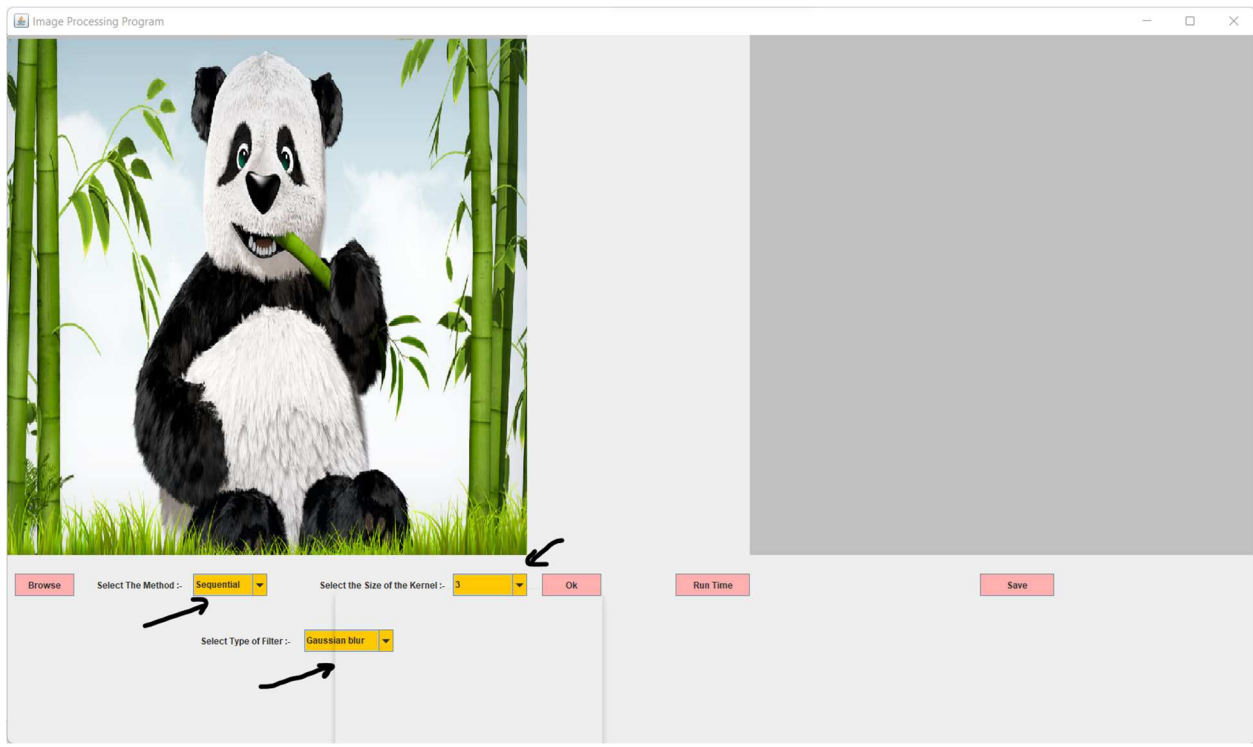 Image Processing Program
Browse Select The Method :- Sequential Select the Size of the Kernel :- 3 Ok Run Time Save
Select Type of Filter :- Gaussian blur